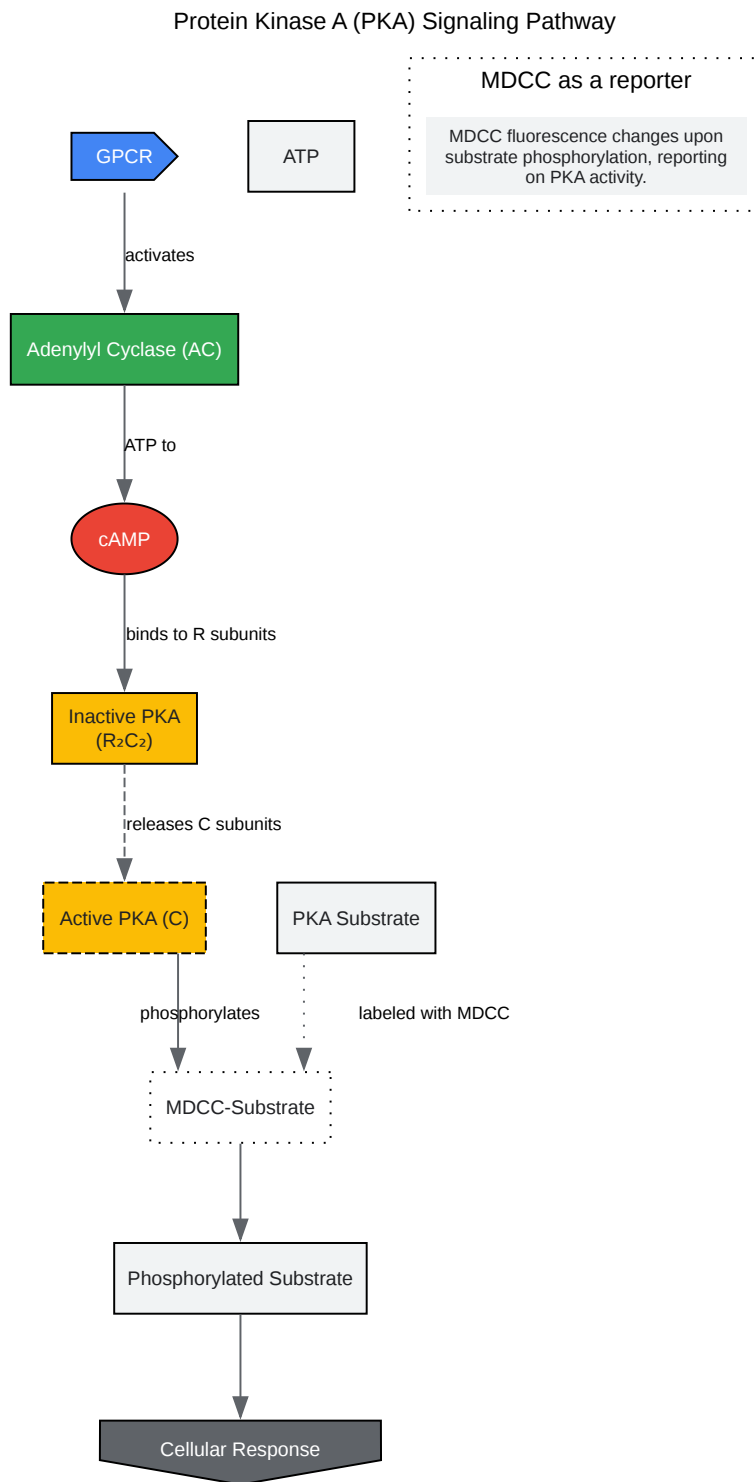 Protein Kinase A (PKA) Signaling Pathway
MDCC as a reporter
MDCC fluorescence changes upon
substrate phosphorylation, reporting
on PKA activity.
GPCR
ATP
activates
Adenylyl Cyclase (AC)
ATP to
cAMP
binds to R subunits
Inactive PKA
(R₂C₂)
releases C subunits
Active PKA (C)
PKA Substrate
phosphorylates
labeled with MDCC
MDCC-Substrate
Phosphorylated Substrate
Cellular Response